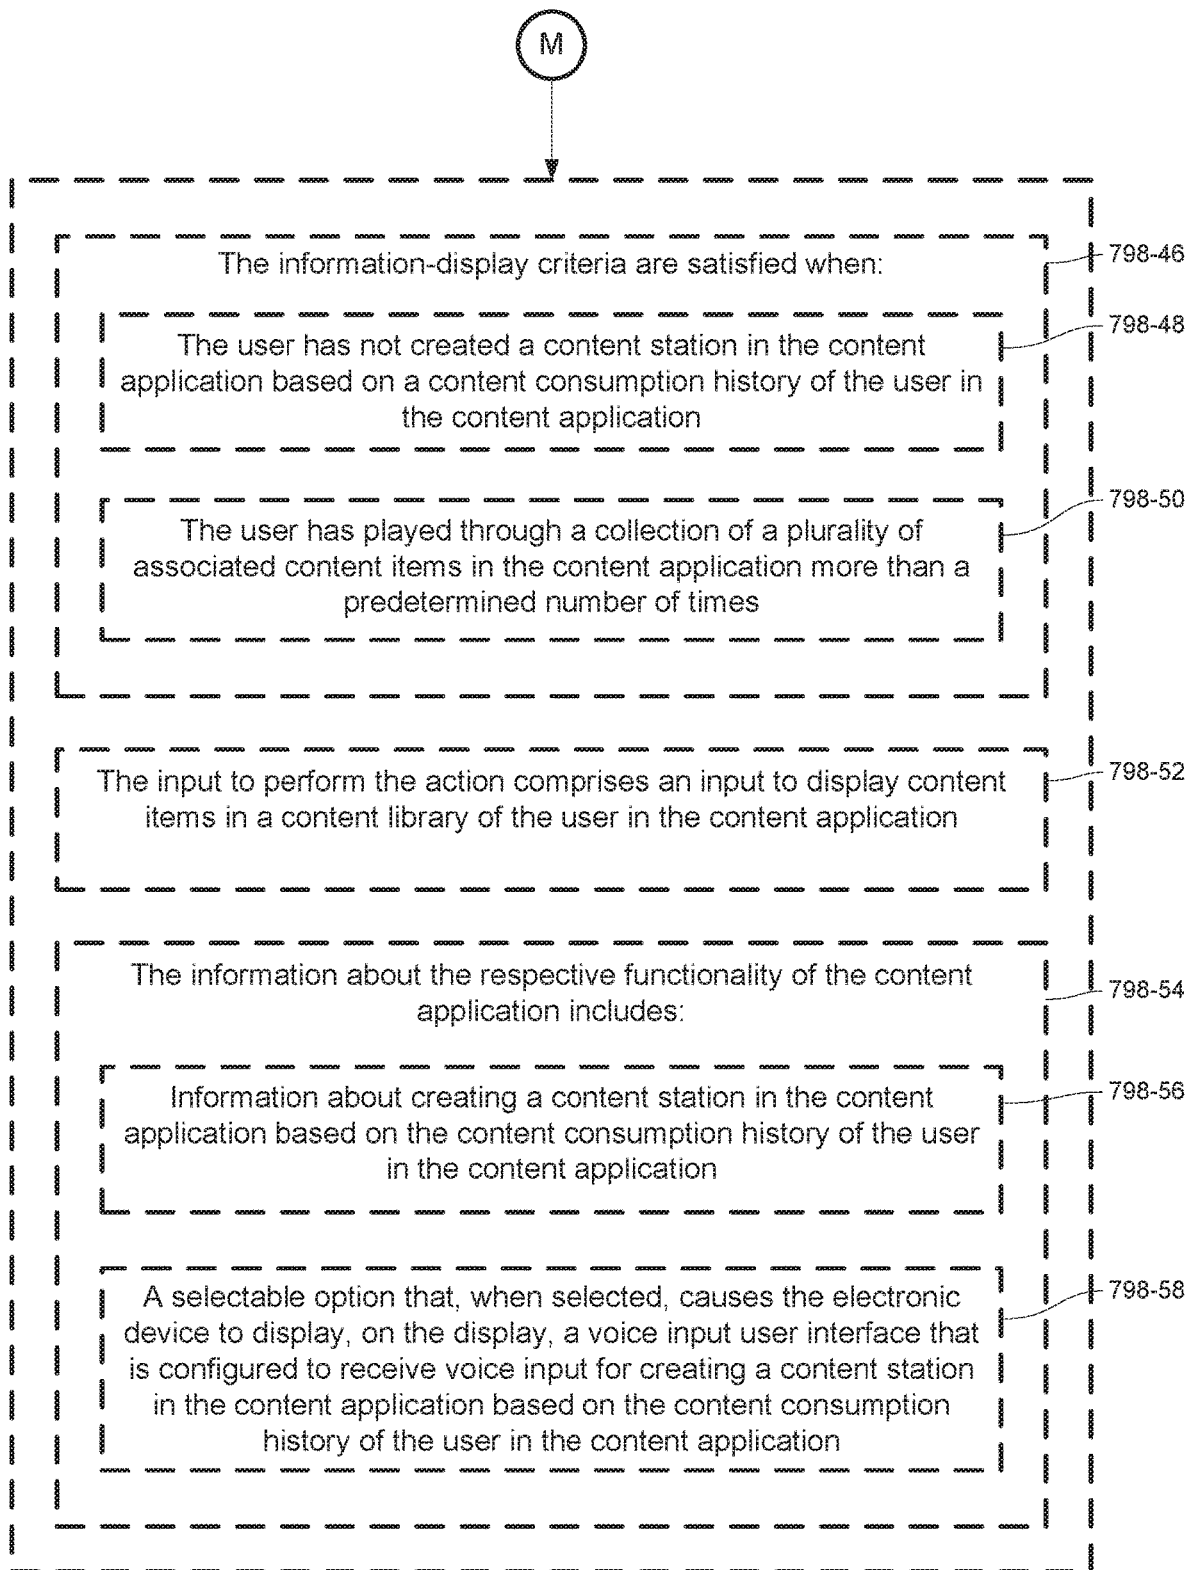 M
The information-display criteria are satisfied when:
798-46
The user has not created a content station in the content
application based on a content consumption history of the user in
the content application
798-48
The user has played through a collection of a plurality of
associated content items in the content application more than a
predetermined number of times
798-50
The input to perform the action comprises an input to display content
items in a content library of the user in the content application
798-52
The information about the respective functionality of the content
application includes:
798-54
Information about creating a content station in the content
application based on the content consumption history of the user
in the content application
798-56
A selectable option that, when selected, causes the electronic
device to display, on the display, a voice input user interface that
is configured to receive voice input for creating a content station
in the content application based on the content consumption
history of the user in the content application
798-58